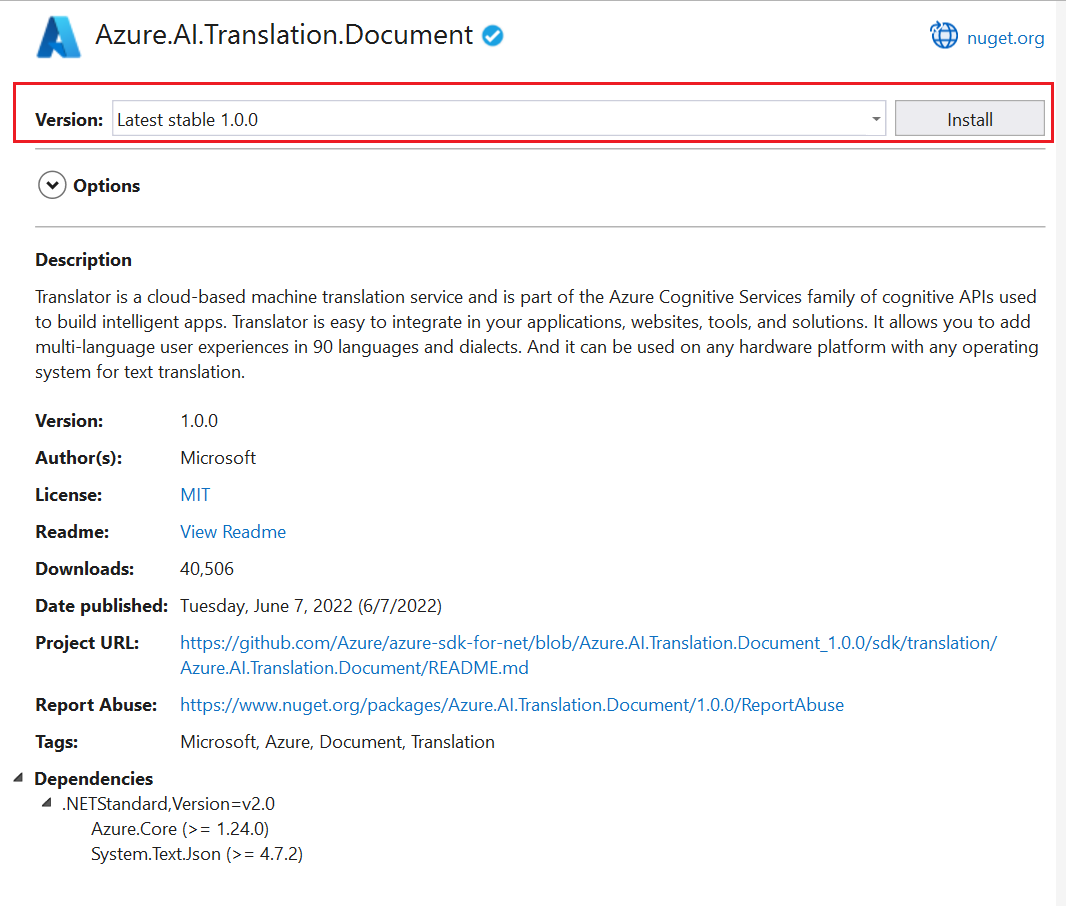 Azure.AI.Translation.Document
nuget.org
Version: Latest stable 1.0.0 Install
Options
Description
Translator is a cloud-based machine translation service and is part of the Azure Cognitive Services family of cognitive APIs used
to build intelligent apps. Translator is easy to integrate in your applications, websites, tools, and solutions. It allows you to add
multi-language user experiences in 90 languages and dialects. And it can be used on any hardware platform with any operating
system for text translation.
Version: 1.0.0
Author(s): Microsoft
License: MIT
Readme: View Readme
Downloads: 40,506
Date published: Tuesday, June 7, 2022 (6/7/2022)
Project URL: https://github.com/Azure/azure-sdk-for-net/blob/Azure.AI.Translation.Document_1.0.0/sdk/translation/
Azure.AI.Translation.Document/README.md
Report Abuse: https://www.nuget.org/packages/Azure.AI.Translation.Document/1.0.0/ReportAbuse
Tags: Microsoft, Azure, Document, Translation
Dependencies
.NETStandard,Version=v2.0
Azure.Core (>= 1.24.0)
System.Text.Json (>= 4.7.2)